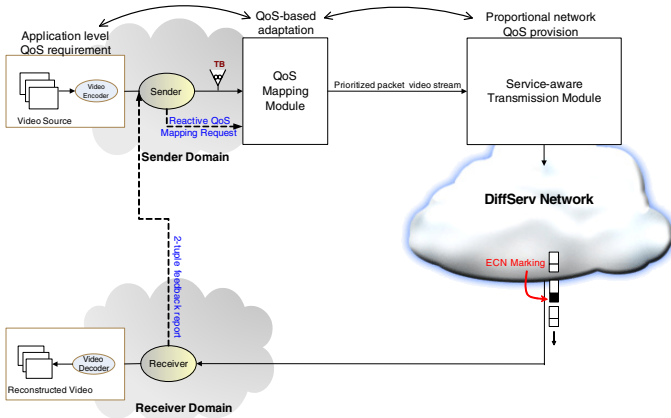 Application level
QoS requirement
QoS-based
adaptation
Proportional network
QoS provision
Video
Encoder
Video Source
Sender
TB
Reactive QoS
Mapping Request
Sender Domain
QoS
Mapping
Module
Prioritized packet video stream
Service-aware
Transmission Module
DiffServ Network
ECN Marking
2-tuple feedback
report
Video
Decoder
Reconstructed Video
Receiver
Receiver Domain